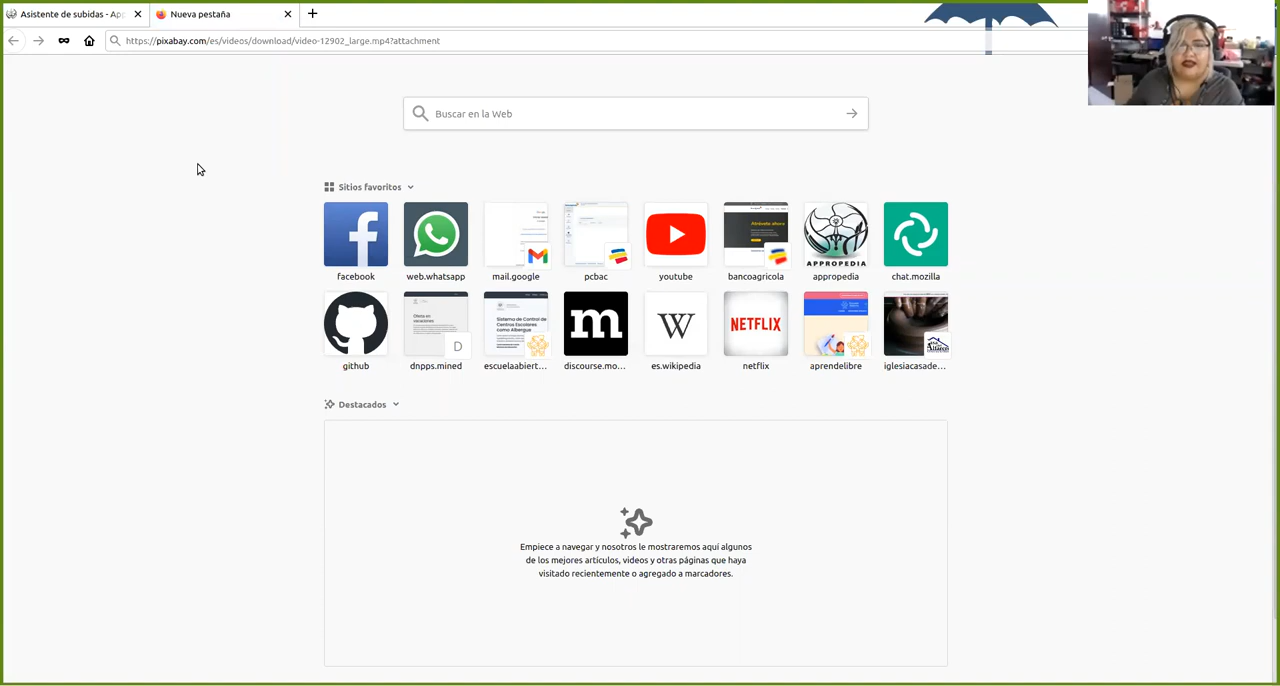 Asistente de subidas - App
Nueva pestaña
https://pixabay.com/es/videos/download/video-12902_large.mp4?attachment
Buscar en la Web
Sitios favoritos
APPROPEDIA
facebook
web.whatsapp
mail.google
pcbac
youtube
bancoagricola
appropedia
chat.mozilla
D
m
W
NETFLIX
github
dnpps.mined
escuelaabiert...
discourse.mo...
es.wikipedia
netflix
aprendelibre
iglesiacasade...
Destacados
Empiece a navegar y nosotros le mostraremos aquí algunos
de los mejores artículos, videos y otras páginas que haya
visitado recientemente o agregado a marcadores.